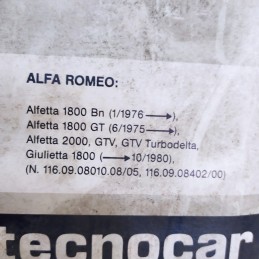 ALFA ROMEO:
Alfetta 1800 Bn (1/1976 ⟶),
Alfetta 1800 GT (6/1975 ⟶),
Alfetta 2000, GTV, GTV Turbodelta,
Giulietta 1800 (⟶ 10/1980),
(N. 116.09.08010.08/05, 116.09.08402/00)
tecnocar